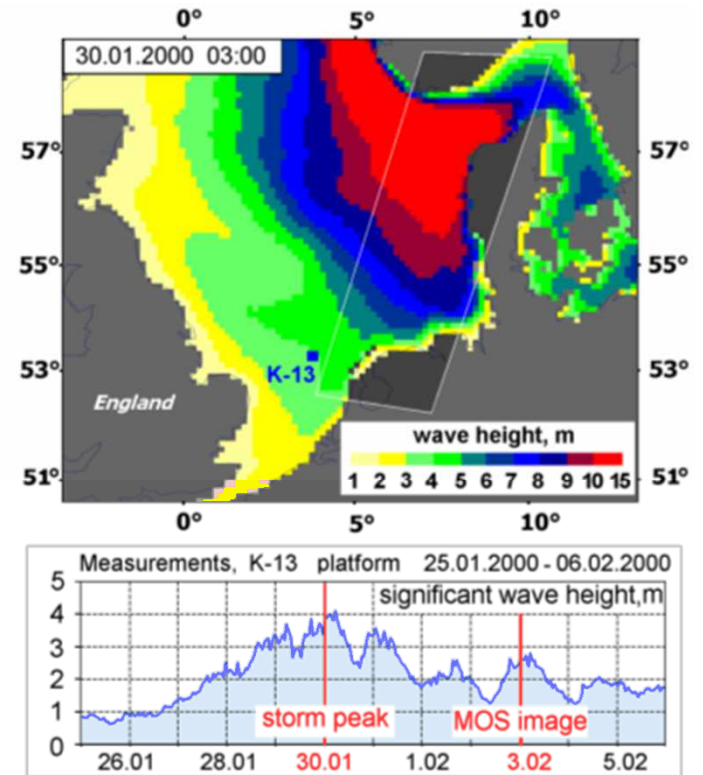 0° 5° 10°
30.01.2000 03:00
57° 57°
55° 55°
53° 53°
K-13
England
wave height, m
51° 51°
1 2 3 4 5 6 7 8 9 10 15
0° 5° 10°
Measurements, K-13 platform 25.01.2000 - 06.02.2000
5
significant wave height,m
4
3
2
1
storm peak MOS image
0
26.01 28.01 30.01 1.02 3.02 5.02